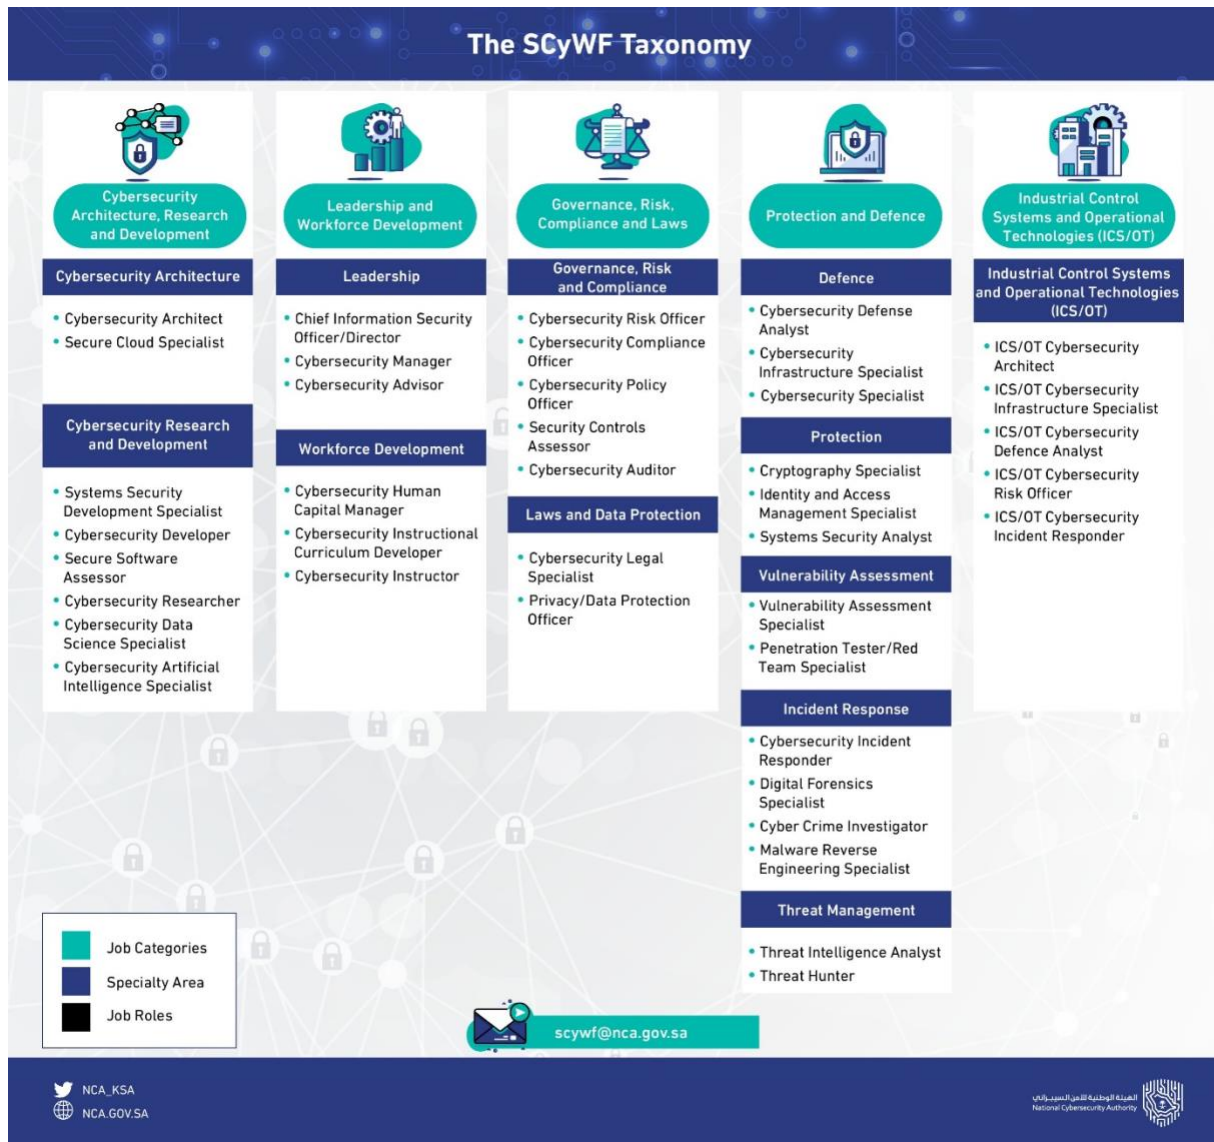 The SCyWF Taxonomy
Cybersecurity
Architecture, Research
and Development
Cybersecurity Architecture
• Cybersecurity Architect
• Secure Cloud Specialist
Cybersecurity Research
and Development
• Systems Security
Development Specialist
• Cybersecurity Developer
• Secure Software
Assessor
• Cybersecurity Researcher
• Cybersecurity Data
Science Specialist
• Cybersecurity Artificial
Intelligence Specialist
Leadership and
Workforce Development
Leadership
• Chief Information Security
Officer/Director
• Cybersecurity Manager
• Cybersecurity Advisor
Workforce Development
• Cybersecurity Human
Capital Manager
• Cybersecurity Instructional
Curriculum Developer
• Cybersecurity Instructor
Governance, Risk,
Compliance and Laws
Governance, Risk
and Compliance
• Cybersecurity Risk Officer
• Cybersecurity Compliance
Officer
• Cybersecurity Policy
Officer
• Security Controls
Assessor
• Cybersecurity Auditor
Laws and Data Protection
• Cybersecurity Legal
Specialist
• Privacy/Data Protection
Officer
Protection and Defence
Defence
• Cybersecurity Defense
Analyst
• Cybersecurity
Infrastructure Specialist
• Cybersecurity Specialist
Protection
• Cryptography Specialist
• Identity and Access
Management Specialist
• Systems Security Analyst
Vulnerability Assessment
• Vulnerability Assessment
Specialist
• Penetration Tester/Red
Team Specialist
Incident Response
• Cybersecurity Incident
Responder
• Digital Forensics
Specialist
• Cyber Crime Investigator
• Malware Reverse
Engineering Specialist
Threat Management
• Threat Intelligence Analyst
• Threat Hunter
Industrial Control
Systems and Operational
Technologies (ICS/OT)
Industrial Control Systems
and Operational Technologies
(ICS/OT)
• ICS/OT Cybersecurity
Architect
• ICS/OT Cybersecurity
Infrastructure Specialist
• ICS/OT Cybersecurity
Defence Analyst
• ICS/OT Cybersecurity
Risk Officer
• ICS/OT Cybersecurity
Incident Responder
Job Categories
Specialty Area
Job Roles
scywf@nca.gov.sa
NCA_KSA
NCA.GOV.SA
الهيئة الوطنية للأمن السيبراني
National Cybersecurity Authority